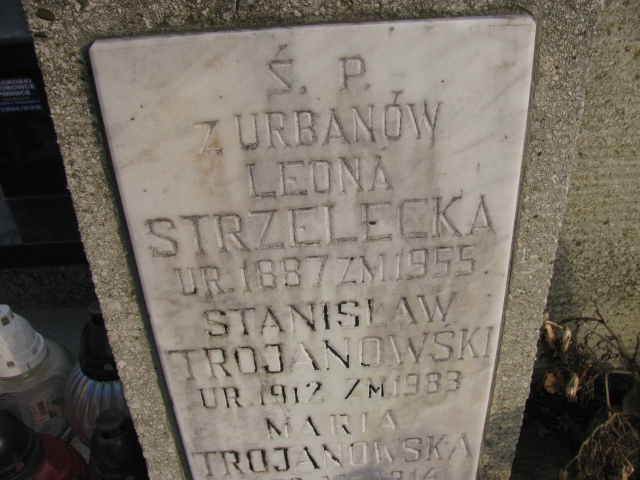 Ś. P.
Z URBANÓW
LEONA
STRZELECKA
UR. 1887 ZM. 1955
STANISŁAW
TROJANOWSKI
UR. 1912 ZM. 1983
MARIA
TROJANOWSKA